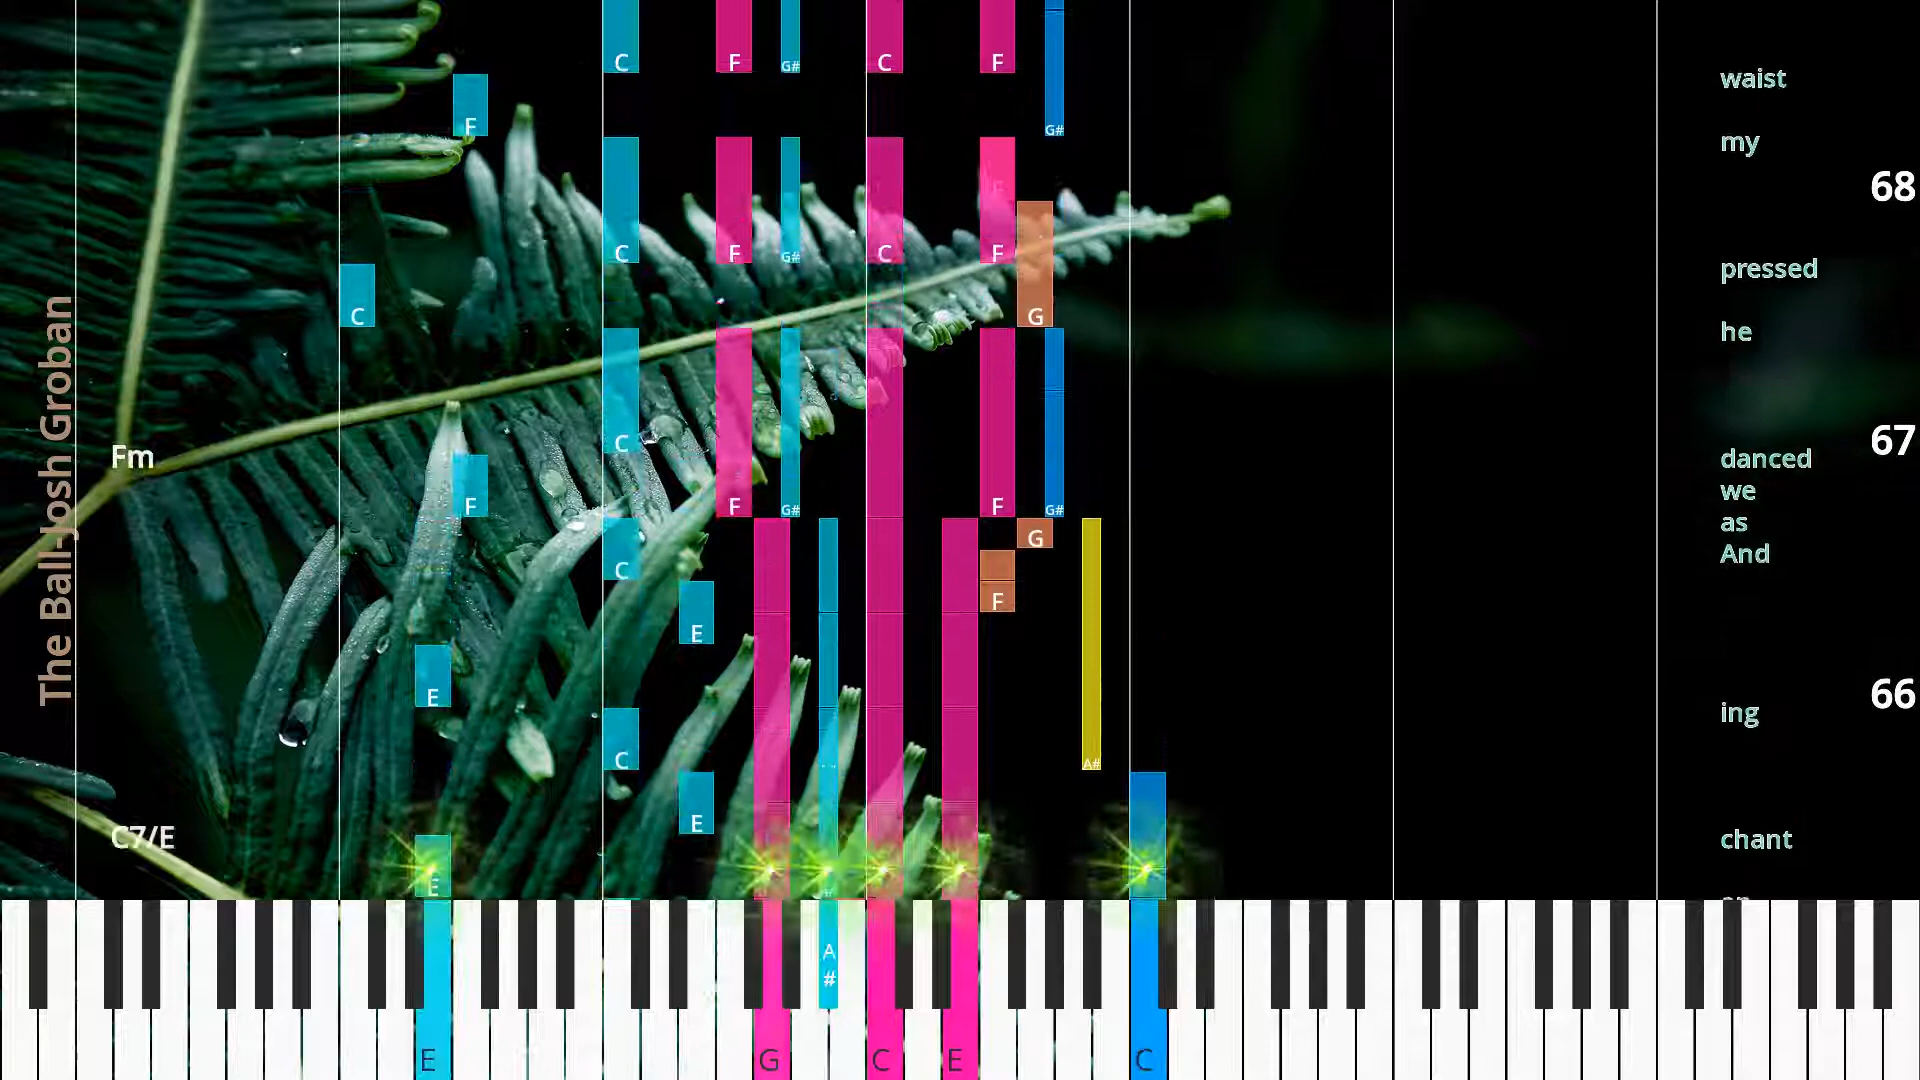 The Ball-Josh Groban
C F G# C F
waist
F
G#
my
68
C F G# C F
pressed
C
G
he
C
67
Fm
danced
we
F G# F G#
as
G
And
C
F
E
E
66
ing
C
A#
E
C7/E
chant
E
A
#
E G C E C